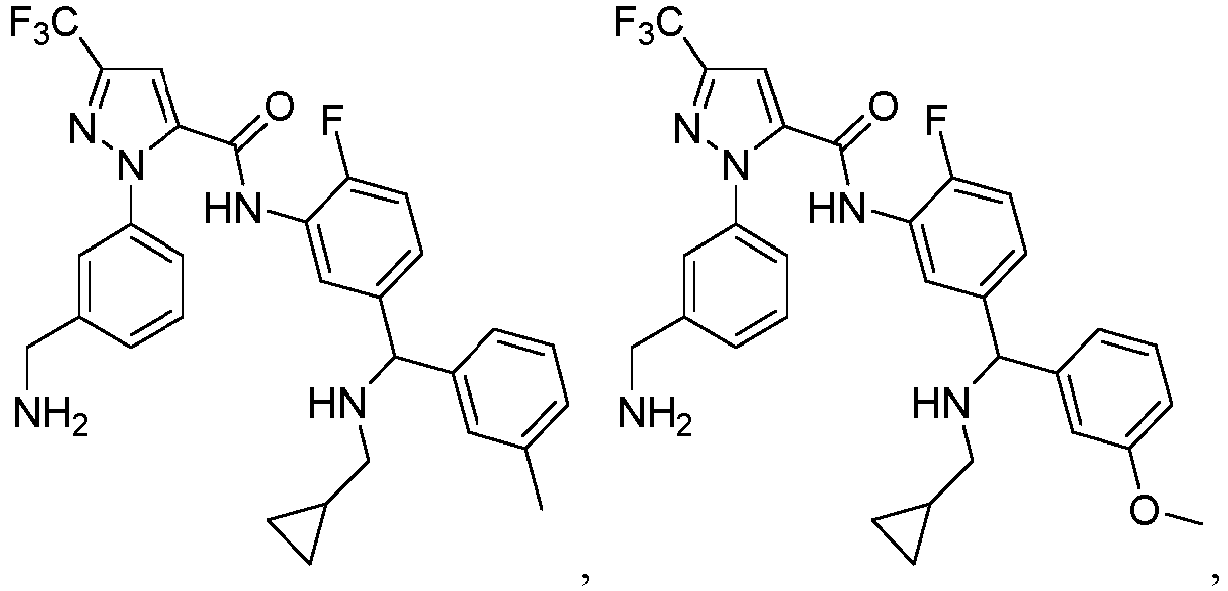 F3C F3C
O O
F F
N N
N N
HN HN
HN HN
NH2 NH2
O
, ,